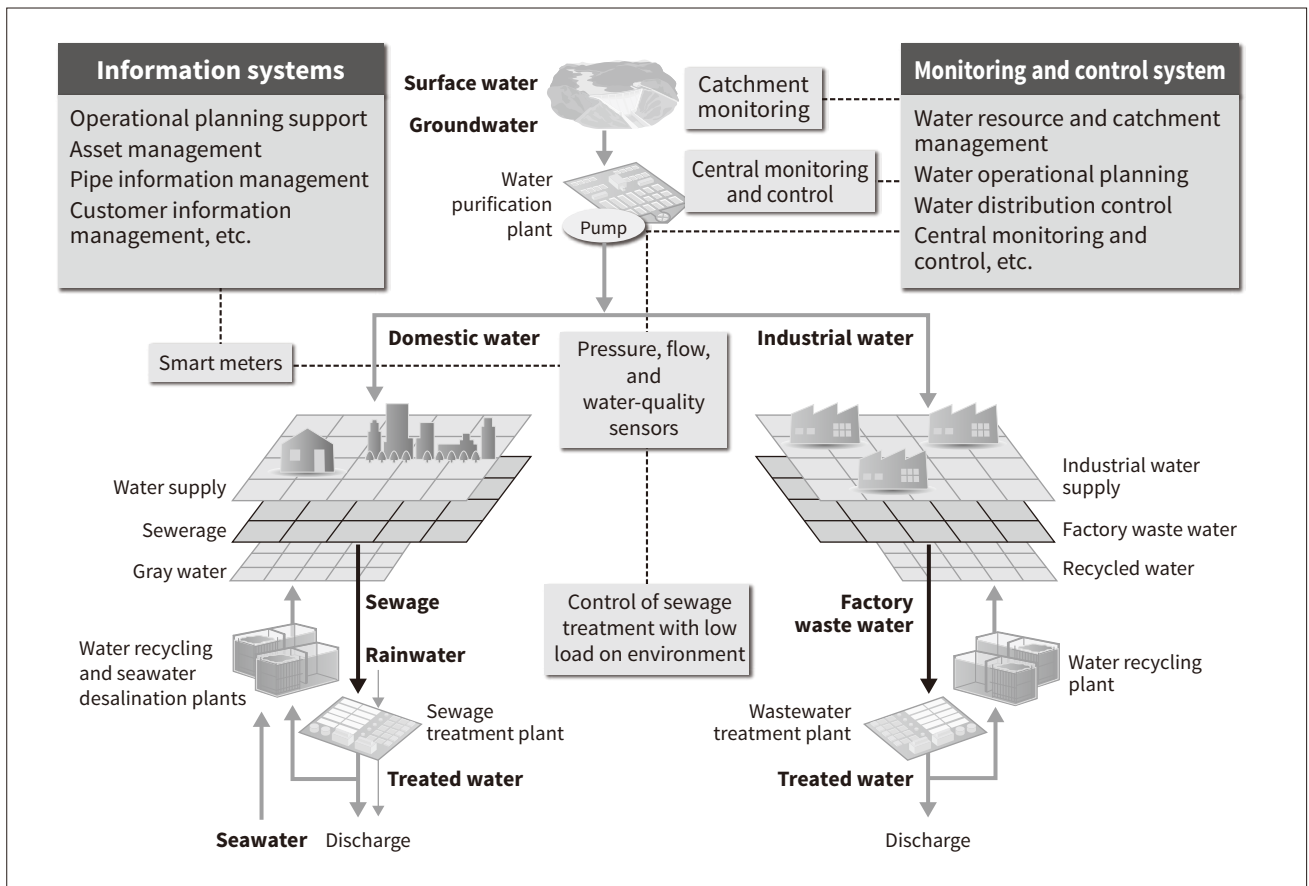 Information systems
Operational planning support
Asset management
Pipe information management
Customer information
management, etc.
Surface water
Groundwater
Catchment
monitoring
Monitoring and control system
Water resource and catchment
management
Water operational planning
Water distribution control
Central monitoring and
control, etc.
Water
purification
plant
Pump
Central monitoring
and control
Domestic water
Industrial water
Smart meters
Pressure, flow,
and
water-quality
sensors
Water supply
Sewerage
Gray water
Industrial water
supply
Factory waste water
Recycled water
Sewage
Rainwater
Control of sewage
treatment with low
load on environment
Factory
waste water
Water recycling
and seawater
desalination plants
Sewage
treatment plant
Wastewater
treatment plant
Water recycling
plant
Treated water
Treated water
Seawater
Discharge
Discharge